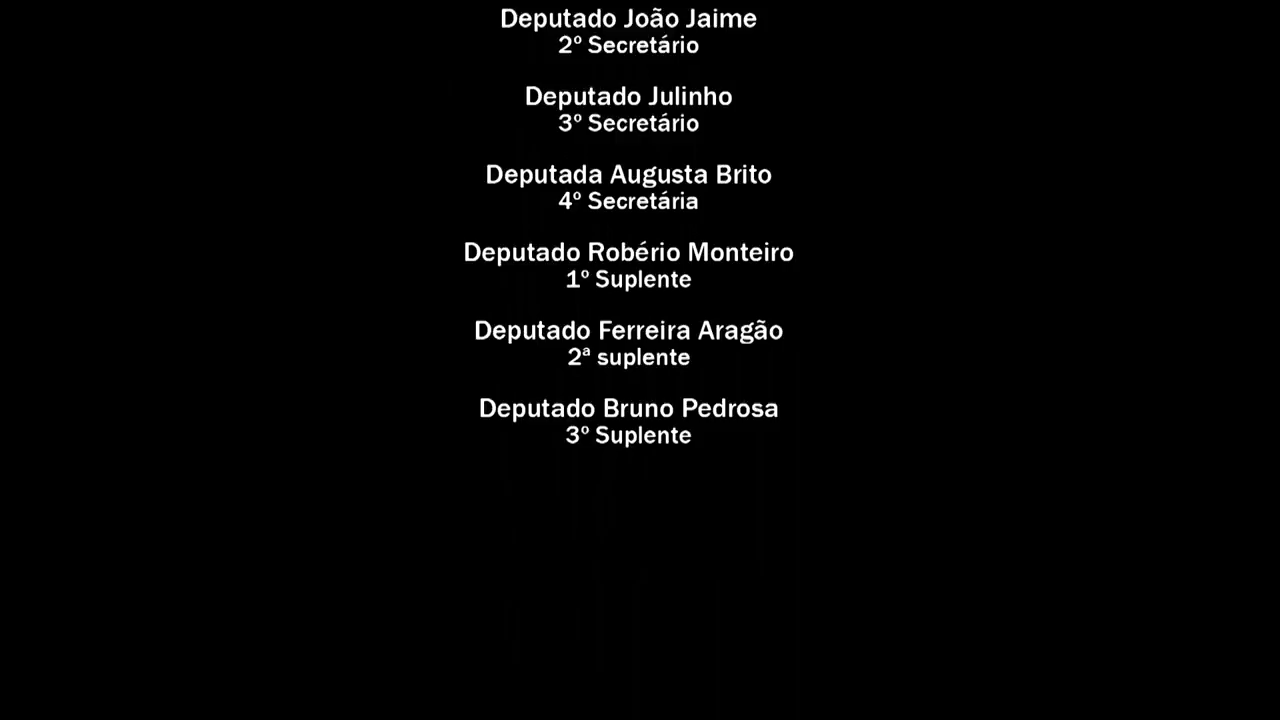 Deputado João Jaime
2º Secretário
Deputado Julinho
3º Secretário
Deputada Augusta Brito
4º Secretária
Deputado Robério Monteiro
1º Suplente
Deputado Ferreira Aragão
2ª suplente
Deputado Bruno Pedrosa
3º Suplente